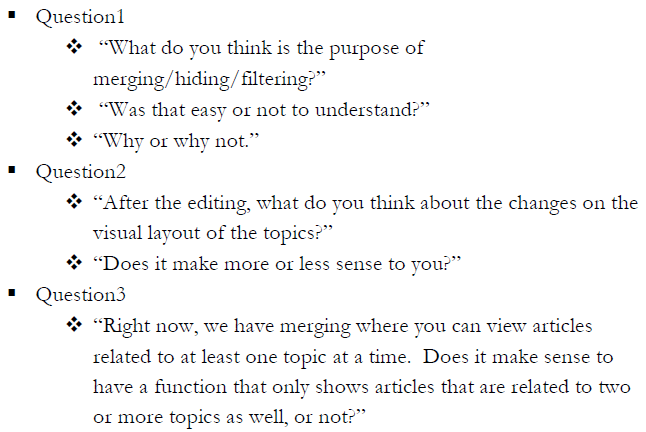 ▪ Question1
❖ “What do you think is the purpose of
merging/hiding/filtering?”
❖ “Was that easy or not to understand?”
❖ “Why or why not.”
▪ Question2
❖ “After the editing, what do you think about the changes on the
visual layout of the topics?”
❖ “Does it make more or less sense to you?”
▪ Question3
❖ “Right now, we have merging where you can view articles
related to at least one topic at a time.  Does it make sense to
have a function that only shows articles that are related to two
or more topics as well, or not?”